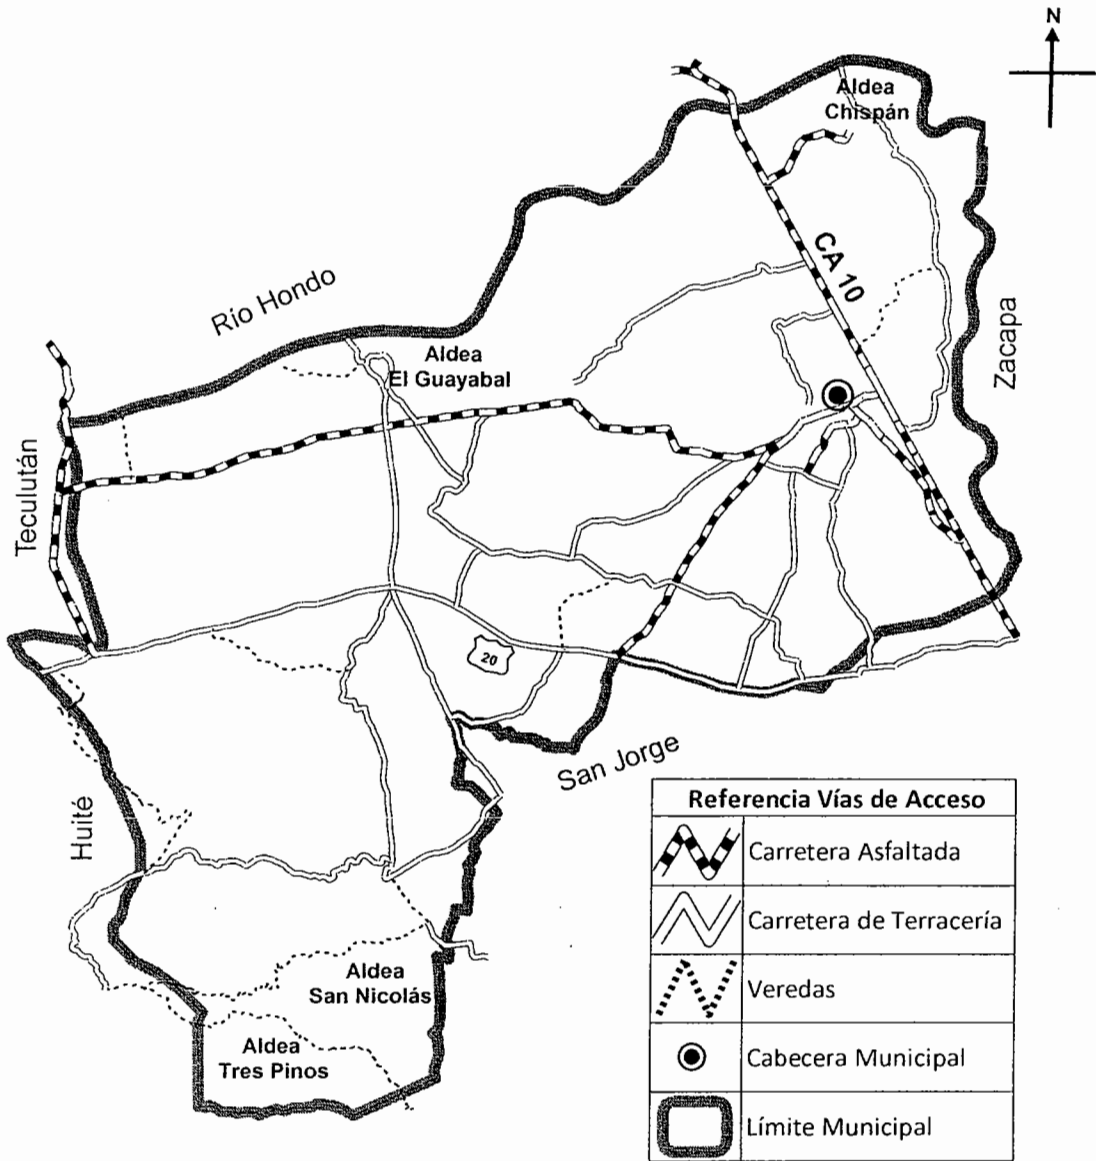 N
Aldea
Chispán
CA 10
Río Hondo
Zacapa
Aldea
El Guayabal
Teculután
20
San Jorge
Huité
Aldea
San Nicolás
Aldea
Tres Pinos
Referencia Vías de Acceso
Carretera Asfaltada
Carretera de Terracería
Veredas
Cabecera Municipal
Límite Municipal